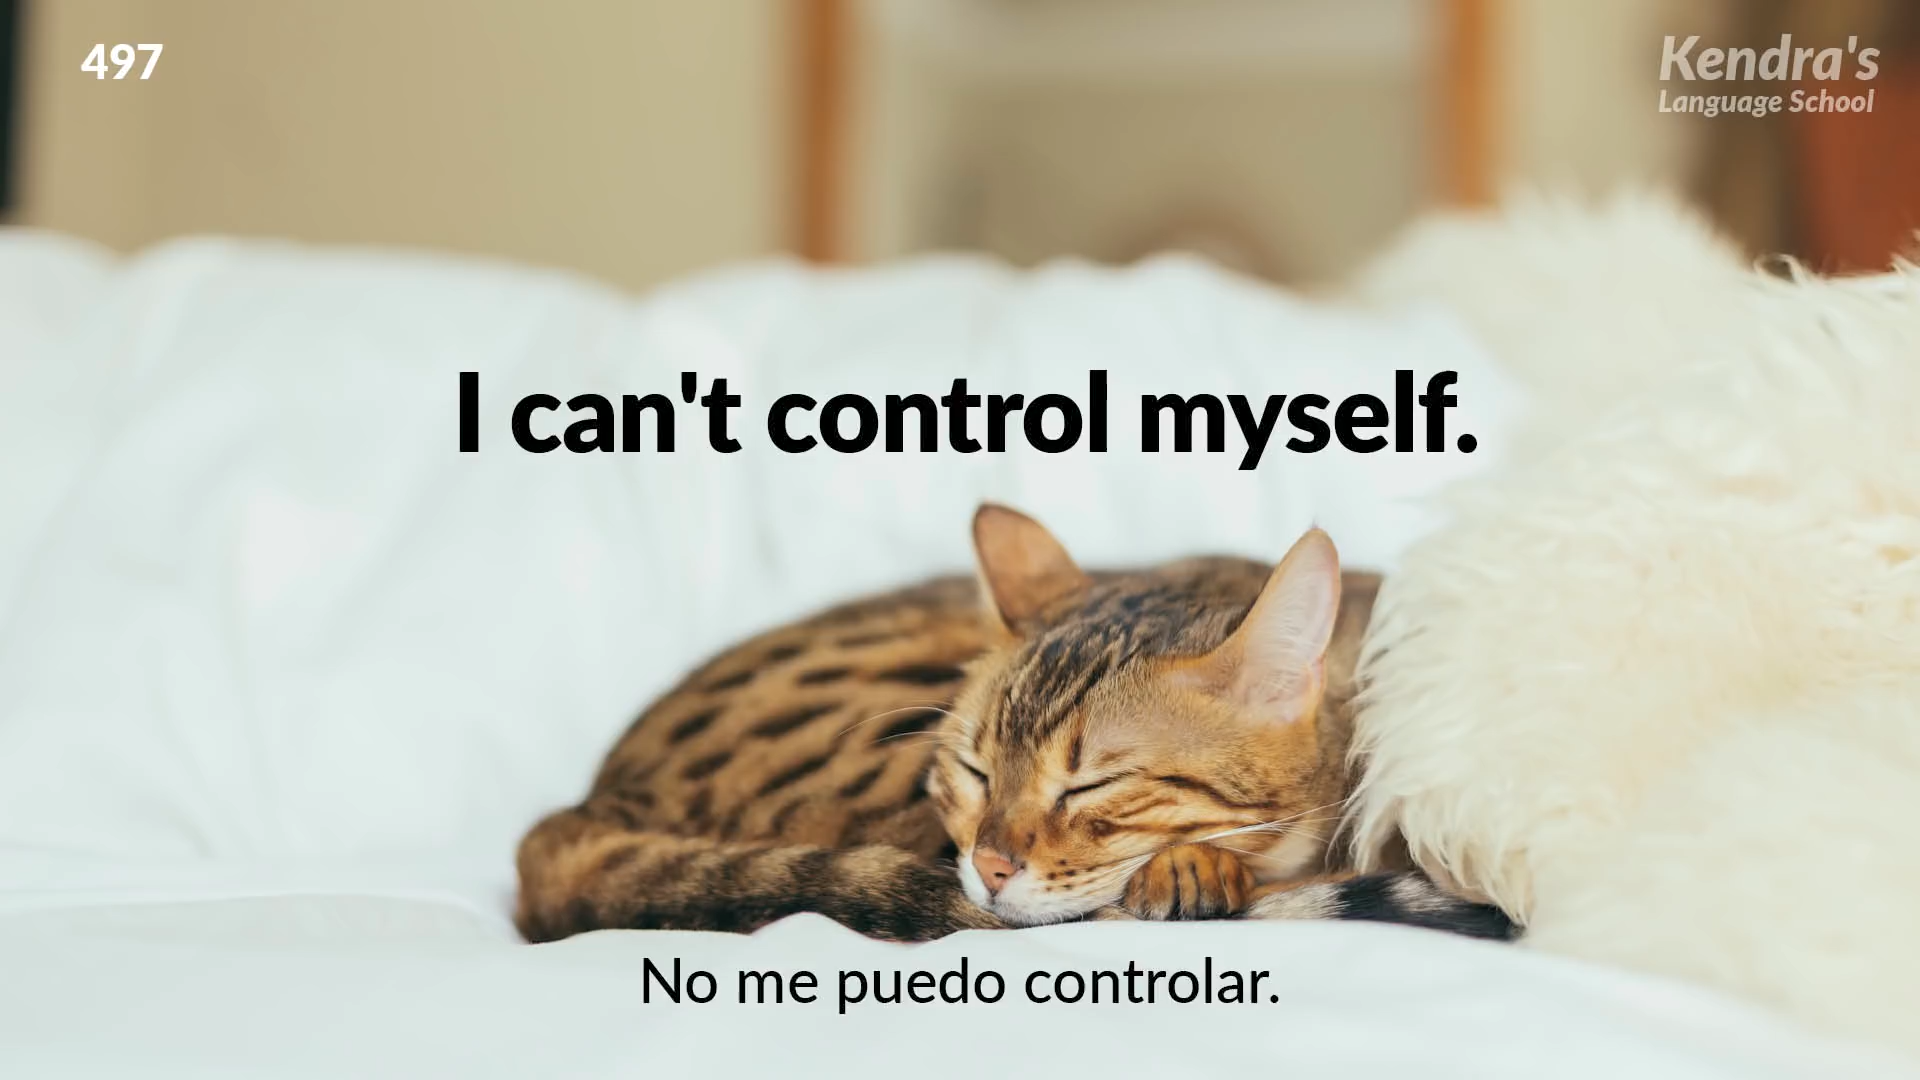 497
Kendra's
Language School
I can't control myself.
No me puedo controlar.